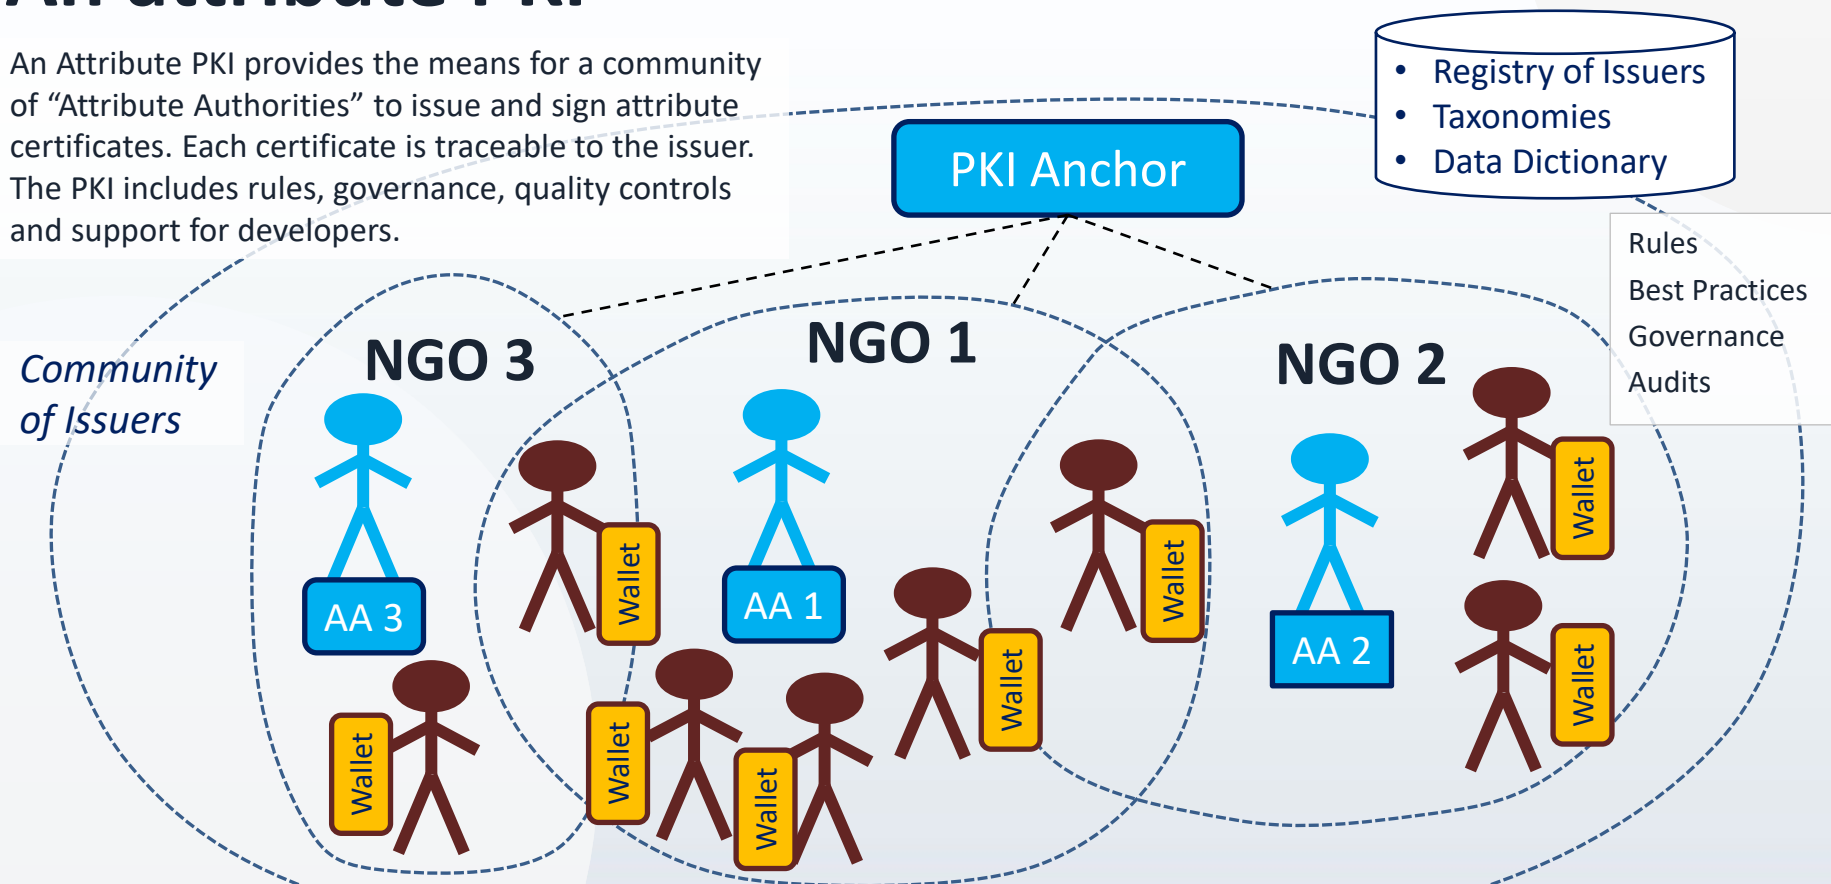 An attribute PKI
An Attribute PKI provides the means for a community
of “Attribute Authorities” to issue and sign attribute
certificates. Each certificate is traceable to the issuer.
The PKI includes rules, governance, quality controls
and support for developers.
• Registry of Issuers
• Taxonomies
• Data Dictionary
PKI Anchor
Rules
Best Practices
Governance
Audits
Community
of Issuers
NGO 3
NGO 1
NGO 2
AA 3
AA 1
AA 2
Wallet
Wallet
Wallet
Wallet
Wallet
Wallet
Wallet
Wallet